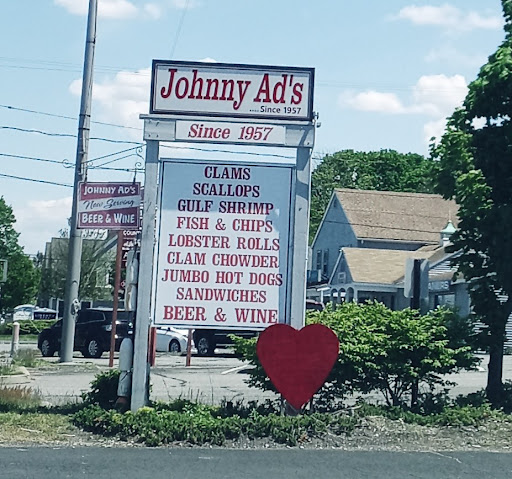 Johnny Ad's
....Since 1957
Since 1957
CLAMS
SCALLOPS
GULF SHRIMP
FISH & CHIPS
LOBSTER ROLLS
CLAM CHOWDER
JUMBO HOT DOGS
SANDWICHES
BEER & WINE
JOHNNY AD'S
Now Serving
BEER & WINE